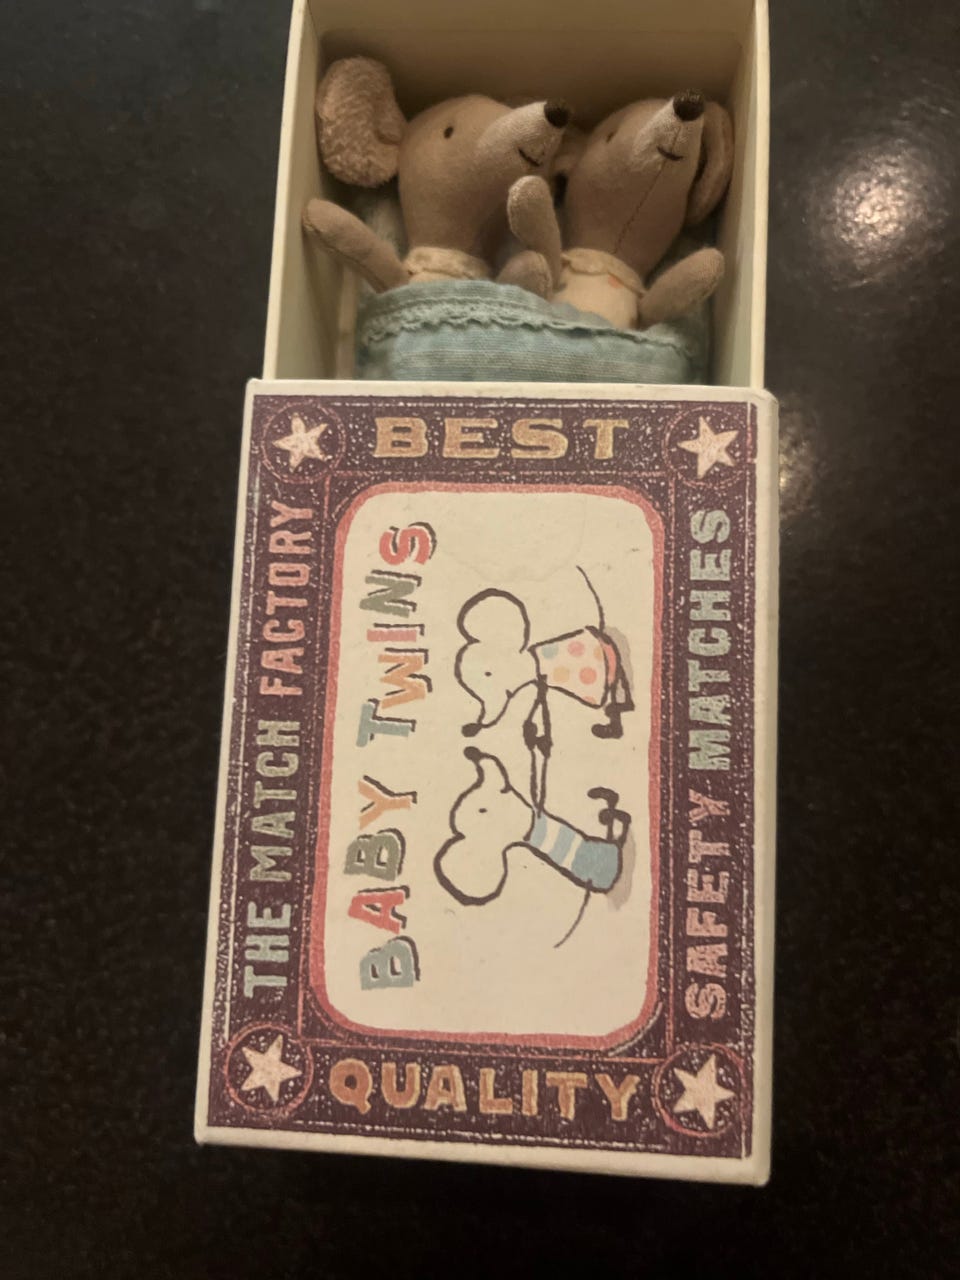 BEST
THE MATCH FACTORY
BABY TWINS
SAFETY MATCHES
QUALITY